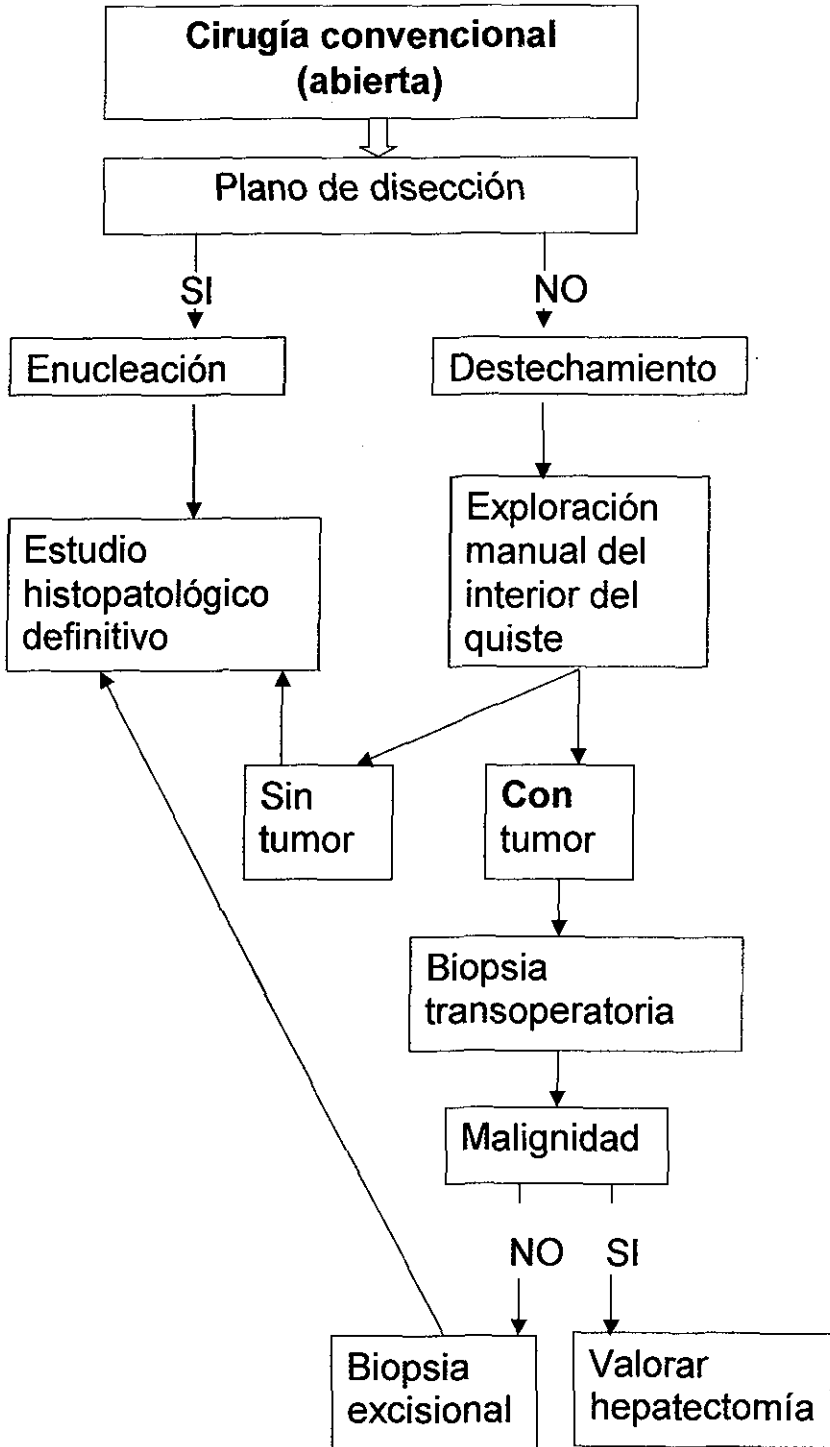 Cirugía convencional
(abierta)
Plano de disección
SI
NO
Enucleación
Destechamiento
Estudio
histopatológico
definitivo
Exploración
manual del
interior del
quiste
Sin
tumor
Con
tumor
Biopsia
transoperatoria
Malignidad
NO
SI
Biopsia
excisional
Valorar
hepatectomía